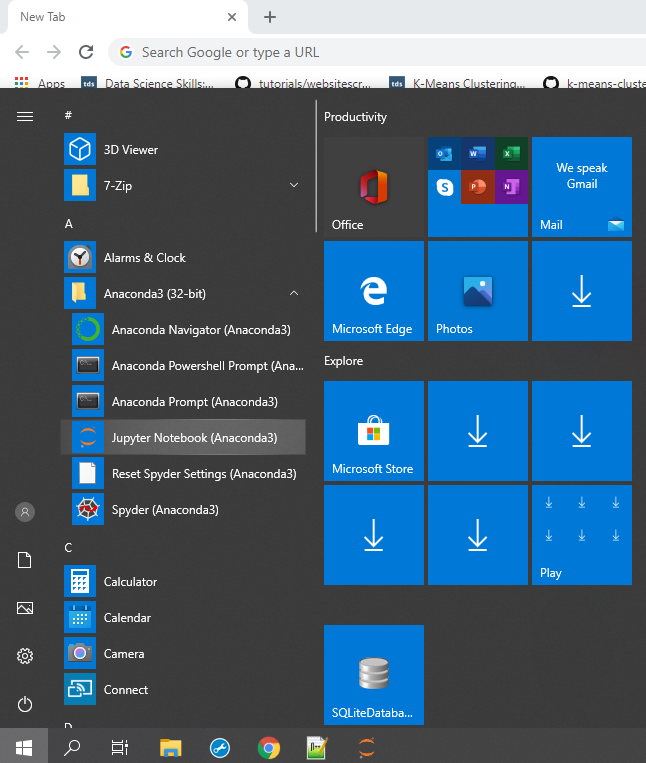 New Tab
Search Google or type a URL
Apps
Data Science Skills:...
tutorials/websitescr...
K-Means Clustering...
k-means-cluste
tds
tds
#
3D Viewer
7-Zip
A
Alarms & Clock
Anaconda3 (32-bit)
Anaconda Navigator (Anaconda3)
Anaconda Powershell Prompt (Ana...
Anaconda Prompt (Anaconda3)
Jupyter Notebook (Anaconda3)
Reset Spyder Settings (Anaconda3)
Spyder (Anaconda3)
C
Calculator
Calendar
Camera
Connect
D
Productivity
Office
We speak
Gmail
Mail
Microsoft Edge
Photos
Explore
Microsoft Store
Play
SQLiteDataba...